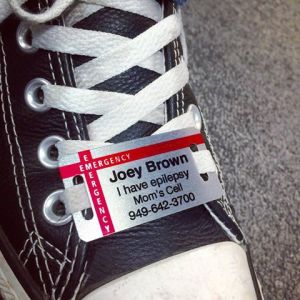 EMERGENCY
EMERGENCY
Joey Brown
I have epilepsy
Mom's Cell
949-642-3700